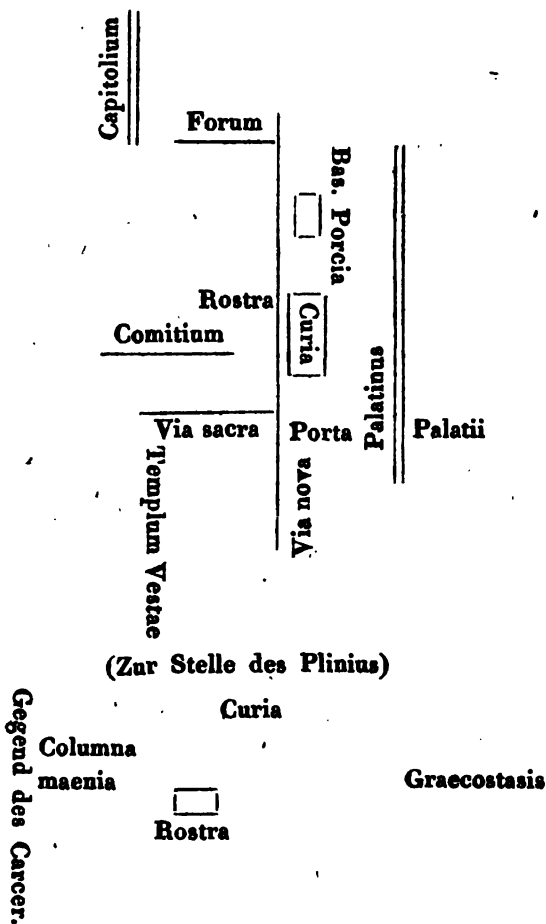 Capitolium
Forum
Bas. Porcia
Rostra
Curia
Comitium
Palatinus
Via sacra
Porta
Palatii
Templum Vestae
Via nova
(Zur Stelle des Plinius)
Curia
Gegend des Carcer.
Columna
maenia
Graecostasis
Rostra